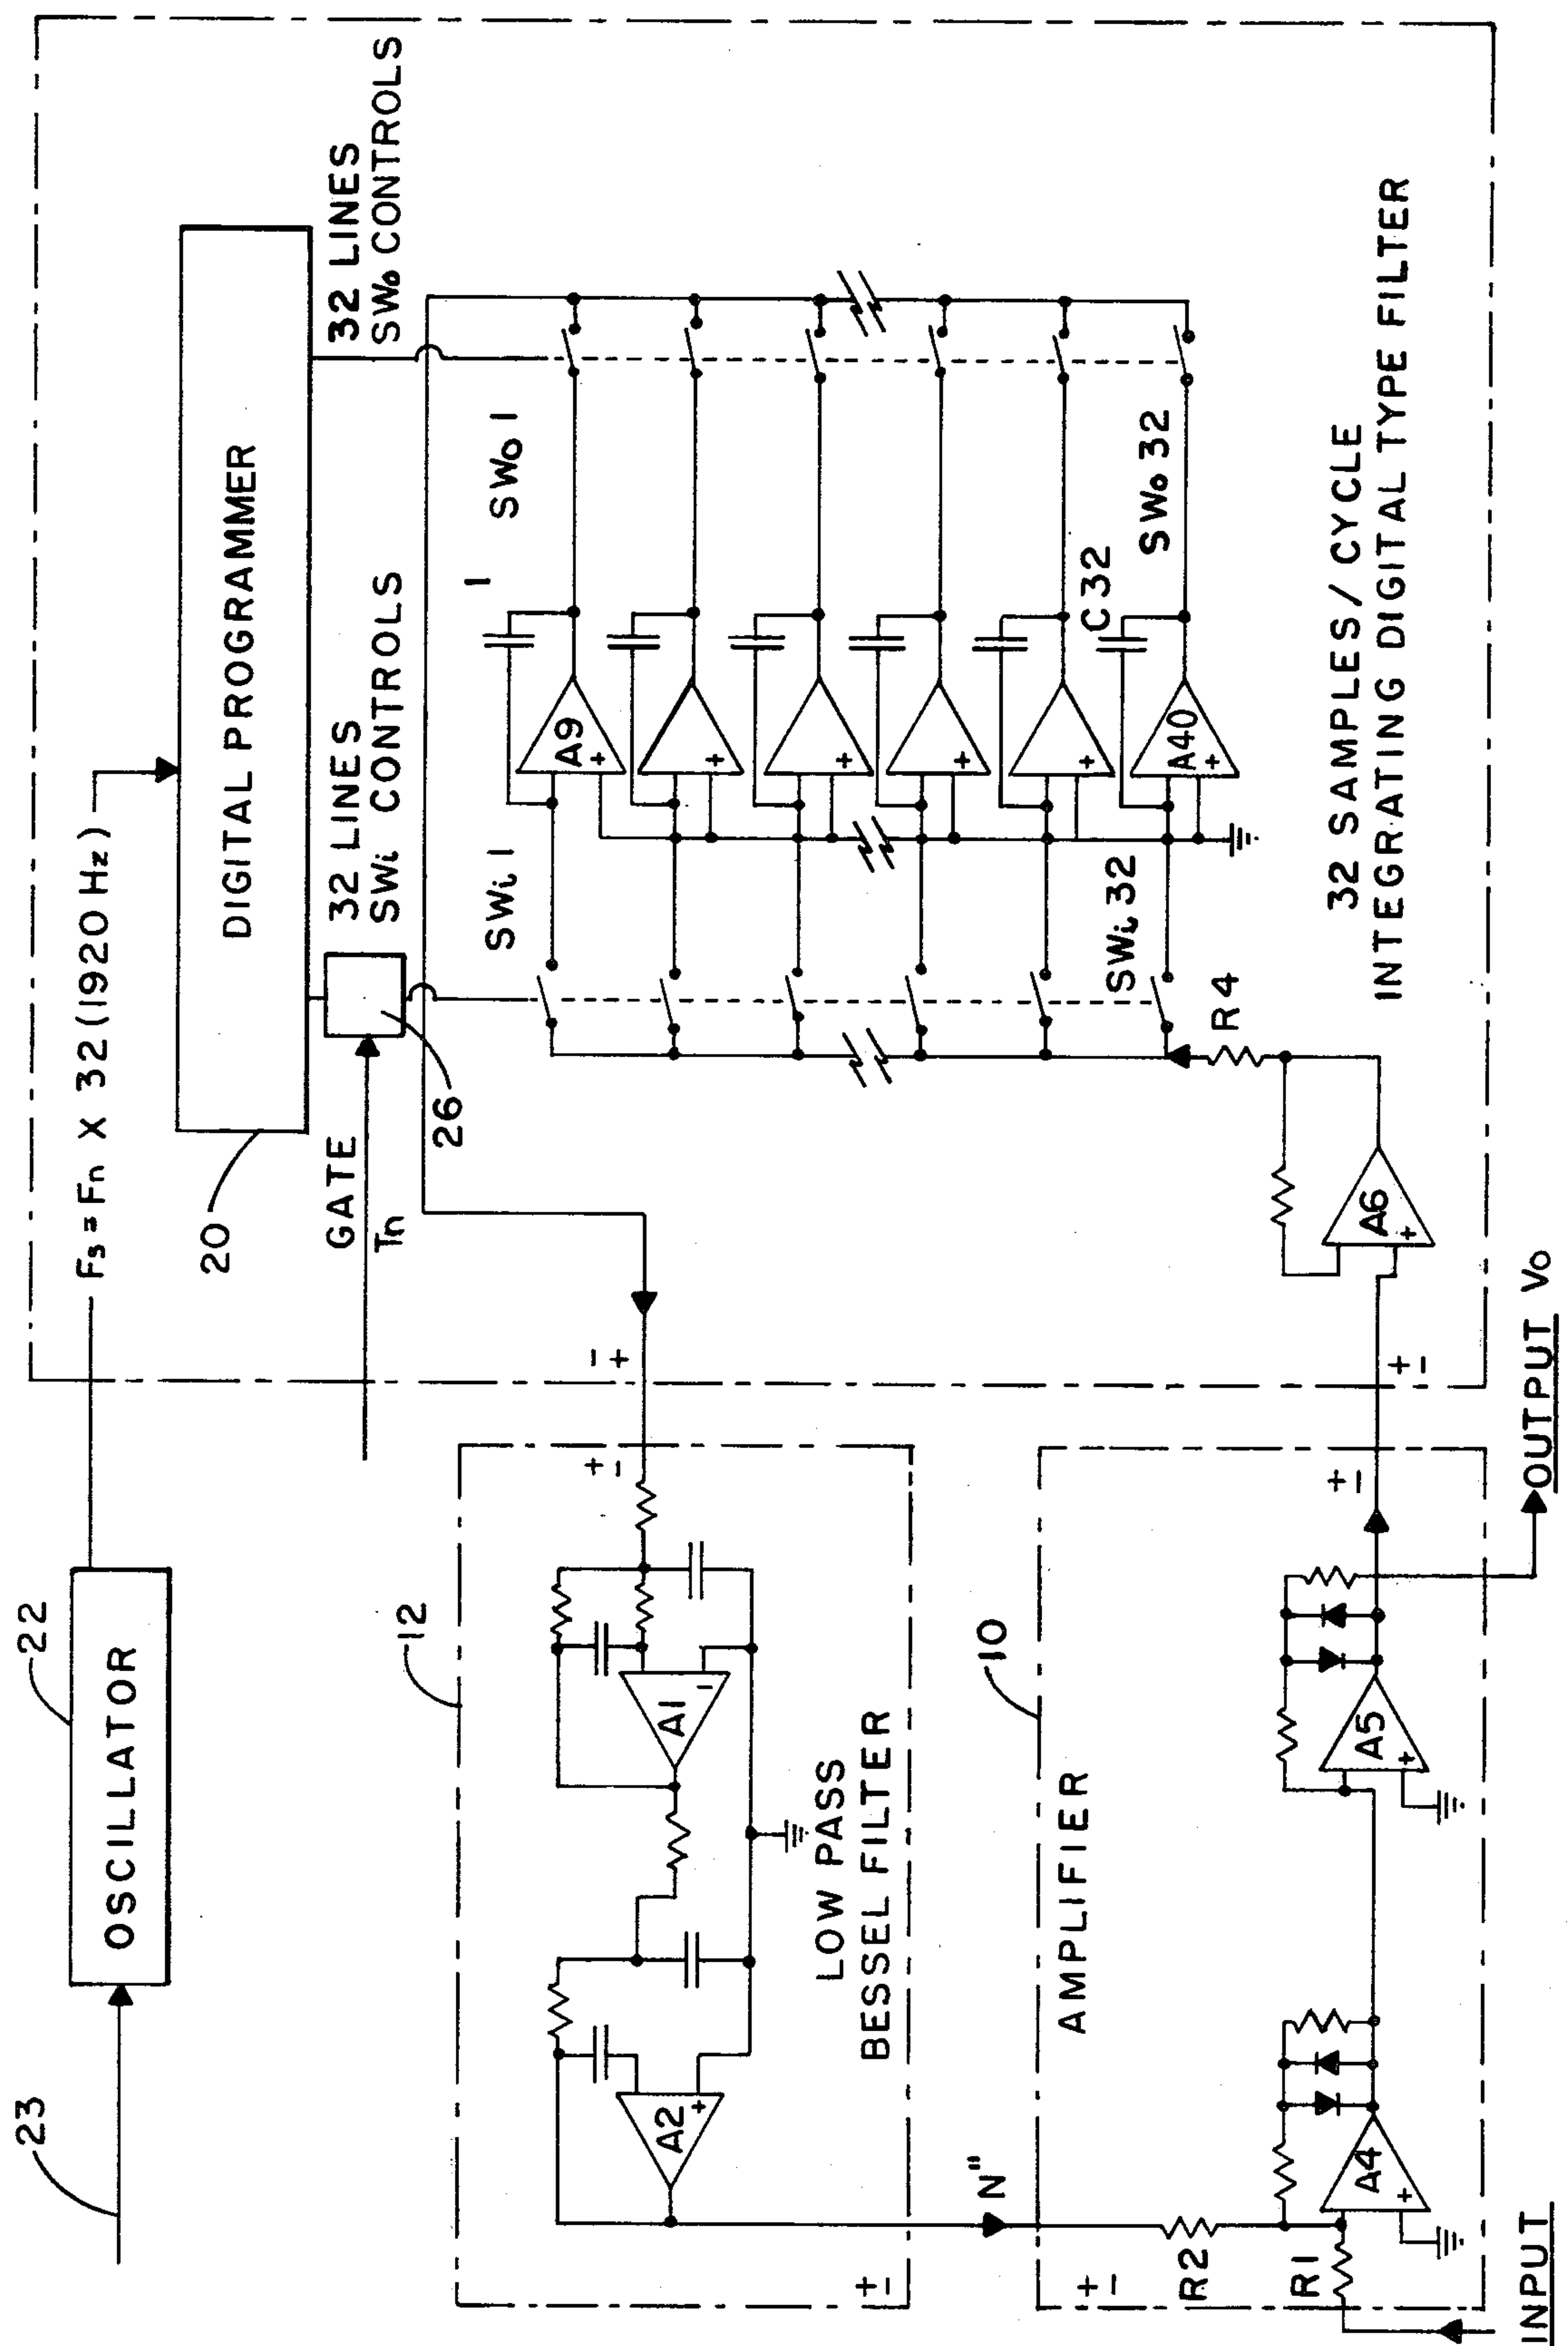 23
OSCILLATOR
22
Fs = Fn X 32 (1920 Hz)
DIGITAL PROGRAMMER
20
GATE
Tn
26
32 LINES
SWi CONTROLS
32 LINES
SWo CONTROLS
12
- +
+ -
A2
+
A1
-
LOW PASS
BESSEL FILTER
+ -
N"
SWi 1
1
SWo 1
A9
+
+
+
+
+
SWi 32
C32
A40
+
SWo 32
R4
10
AMPLIFIER
+ -
R2
R1
INPUT
A4
+
A5
+
+ -
+ -
OUTPUT Vo
A6
+
32 SAMPLES/CYCLE
INTEGRATING DIGITAL TYPE FILTER